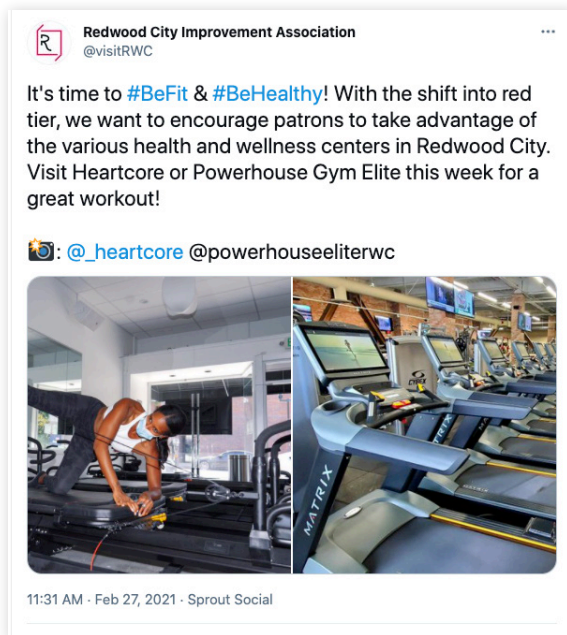 R
Redwood City Improvement Association
@visitRWC
It's time to #BeFit & #BeHealthy! With the shift into red
tier, we want to encourage patrons to take advantage of
the various health and wellness centers in Redwood City.
Visit Heartcore or Powerhouse Gym Elite this week for a
great workout!
: @_heartcore @powerhouseeliterwc
CYBEX
MATRIX
MATRIX
11:31 AM · Feb 27, 2021 · Sprout Social